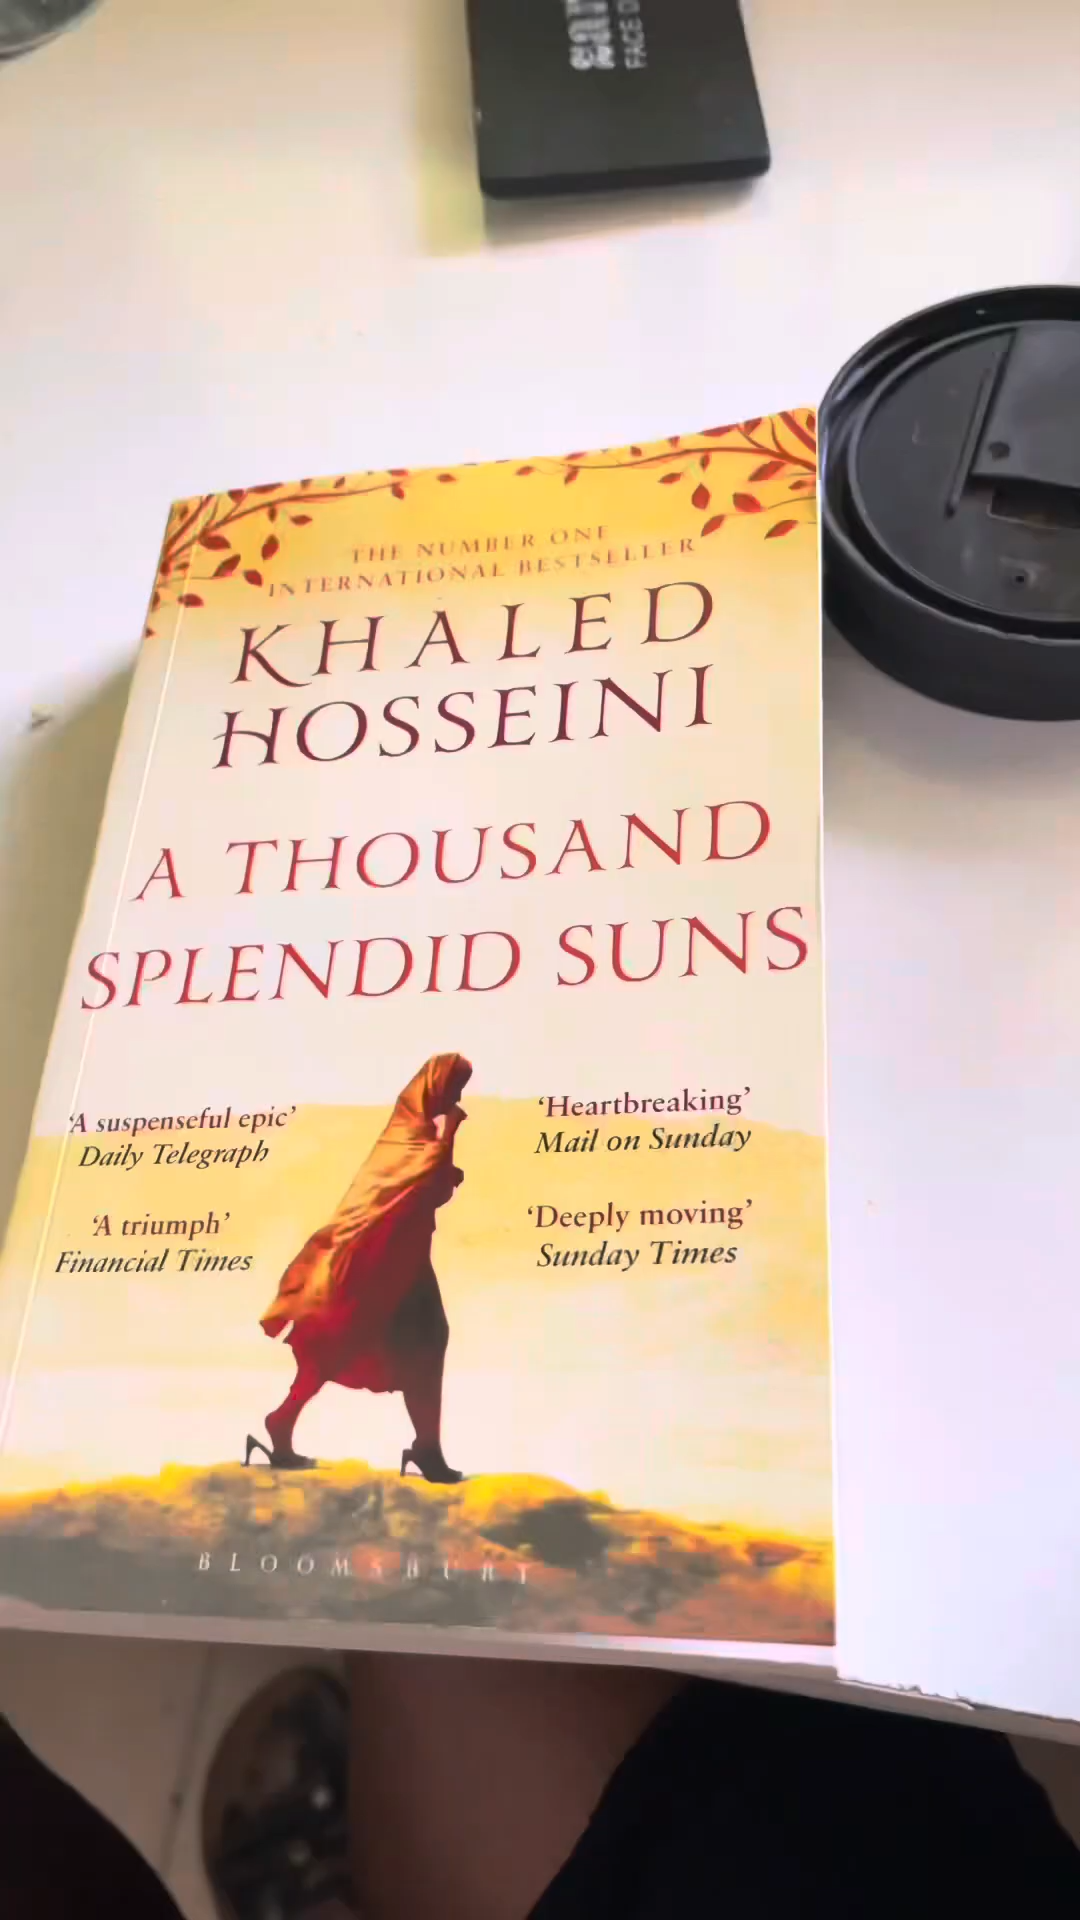 FACE D
THE NUMBER ONE
INTERNATIONAL BESTSELLER
KHALED
HOSSEINI
A THOUSAND
SPLENDID SUNS
‘A suspenseful epic’
Daily Telegraph
‘Heartbreaking’
Mail on Sunday
‘A triumph’
Financial Times
‘Deeply moving’
Sunday Times
BLOOMSBURY